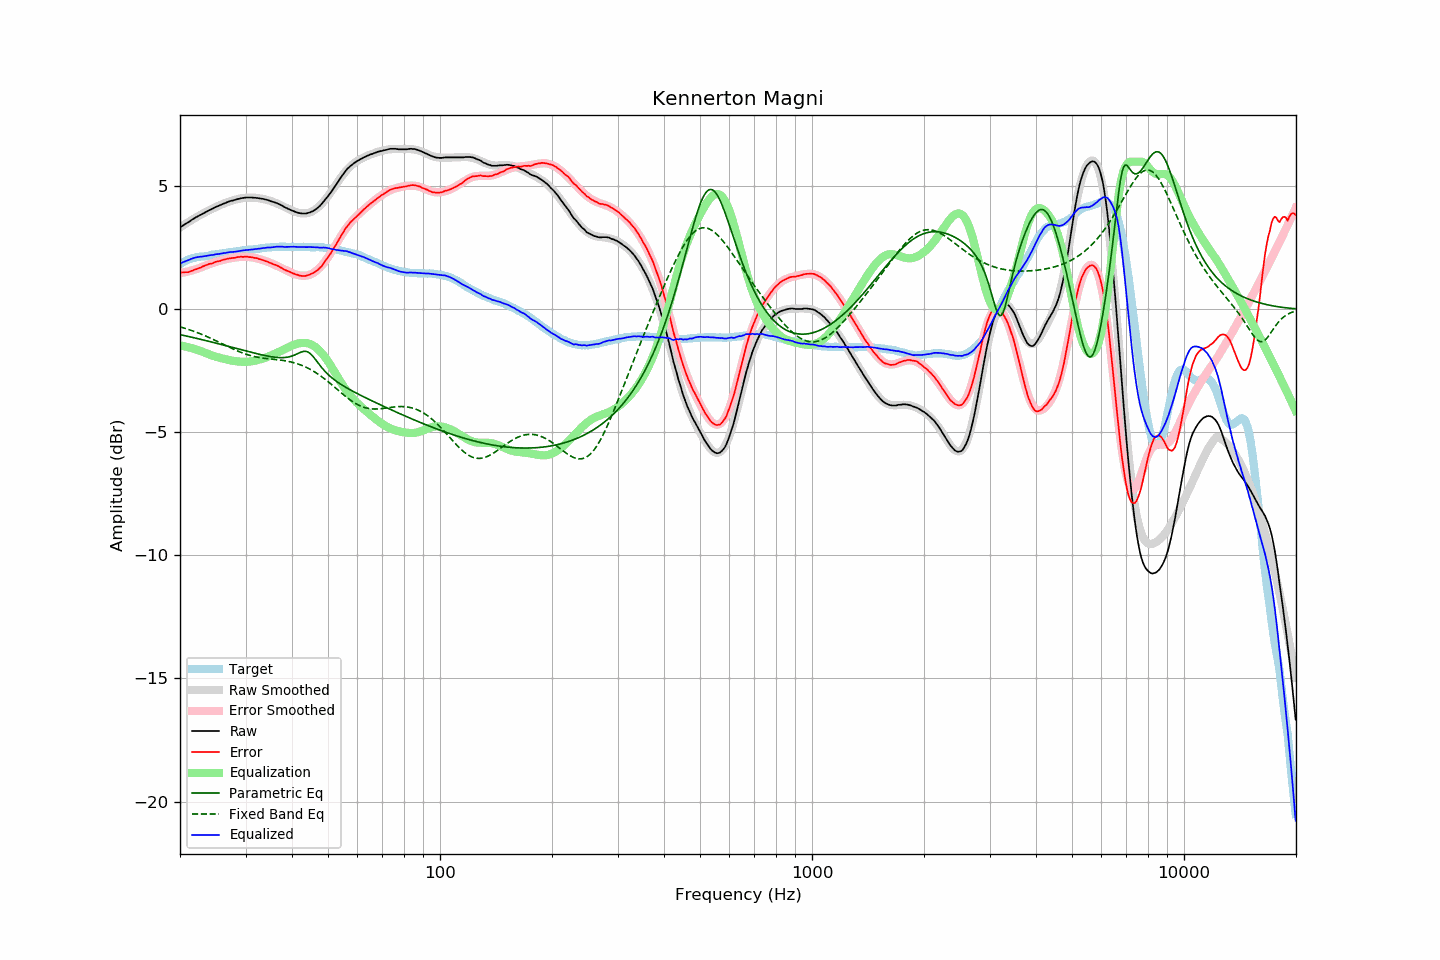 Kennerton Magni
Amplitude (dBr)
5
0
−5
−10
−15
−20
Target
Raw Smoothed
Error Smoothed
Raw
Error
Equalization
Parametric Eq
Fixed Band Eq
Equalized
100
1000
10000
Frequency (Hz)